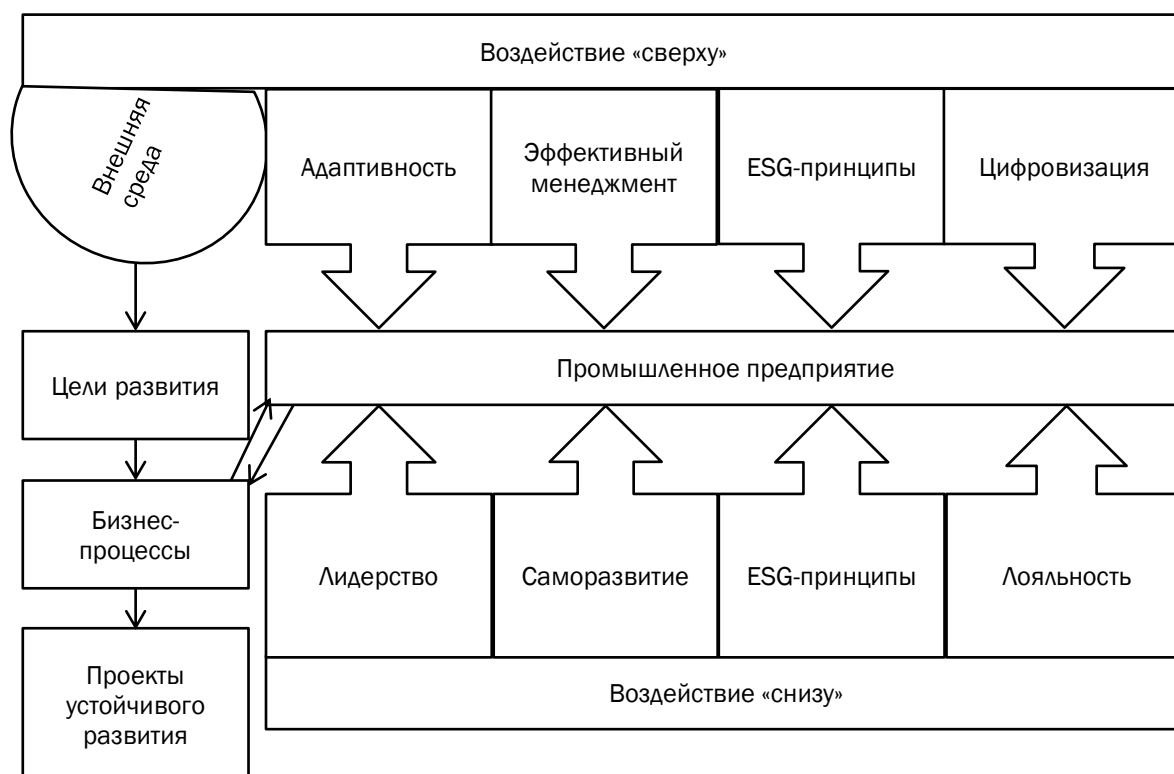 Воздействие «сверху»
Внешняя
среда
Адаптивность
Эффективный
менеджмент
ESG-принципы
Цифровизация
Цели развития
Промышленное предприятие
Бизнес-
процессы
Лидерство
Саморазвитие
ESG-принципы
Лояльность
Проекты
устойчивого
развития
Воздействие «снизу»